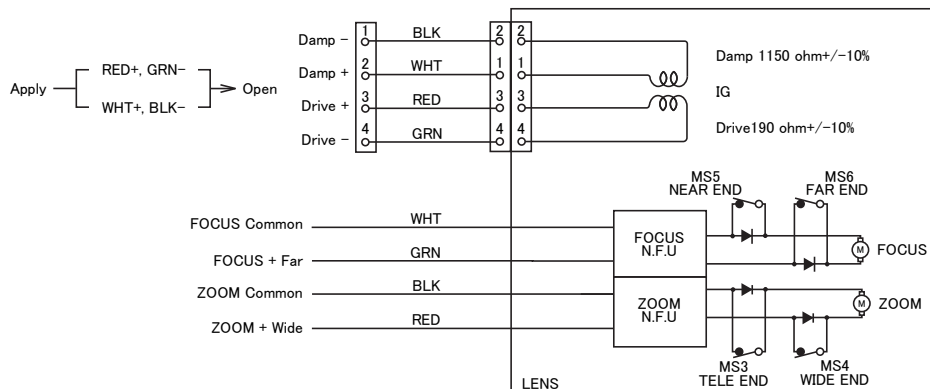 Apply
RED+, GRN−
WHT+, BLK−
Open
Damp − 1 BLK 2 2
Damp + 2 WHT 1 1
Drive + 3 RED 3 3
Drive − 4 GRN 4 4
Damp 1150 ohm+/-10%
IG
Drive190 ohm+/-10%
MS5
NEAR END
MS6
FAR END
FOCUS Common WHT
FOCUS + Far GRN
ZOOM Common BLK
ZOOM + Wide RED
FOCUS
N.F.U
ZOOM
N.F.U
M FOCUS
M ZOOM
MS3
TELE END
MS4
WIDE END
LENS